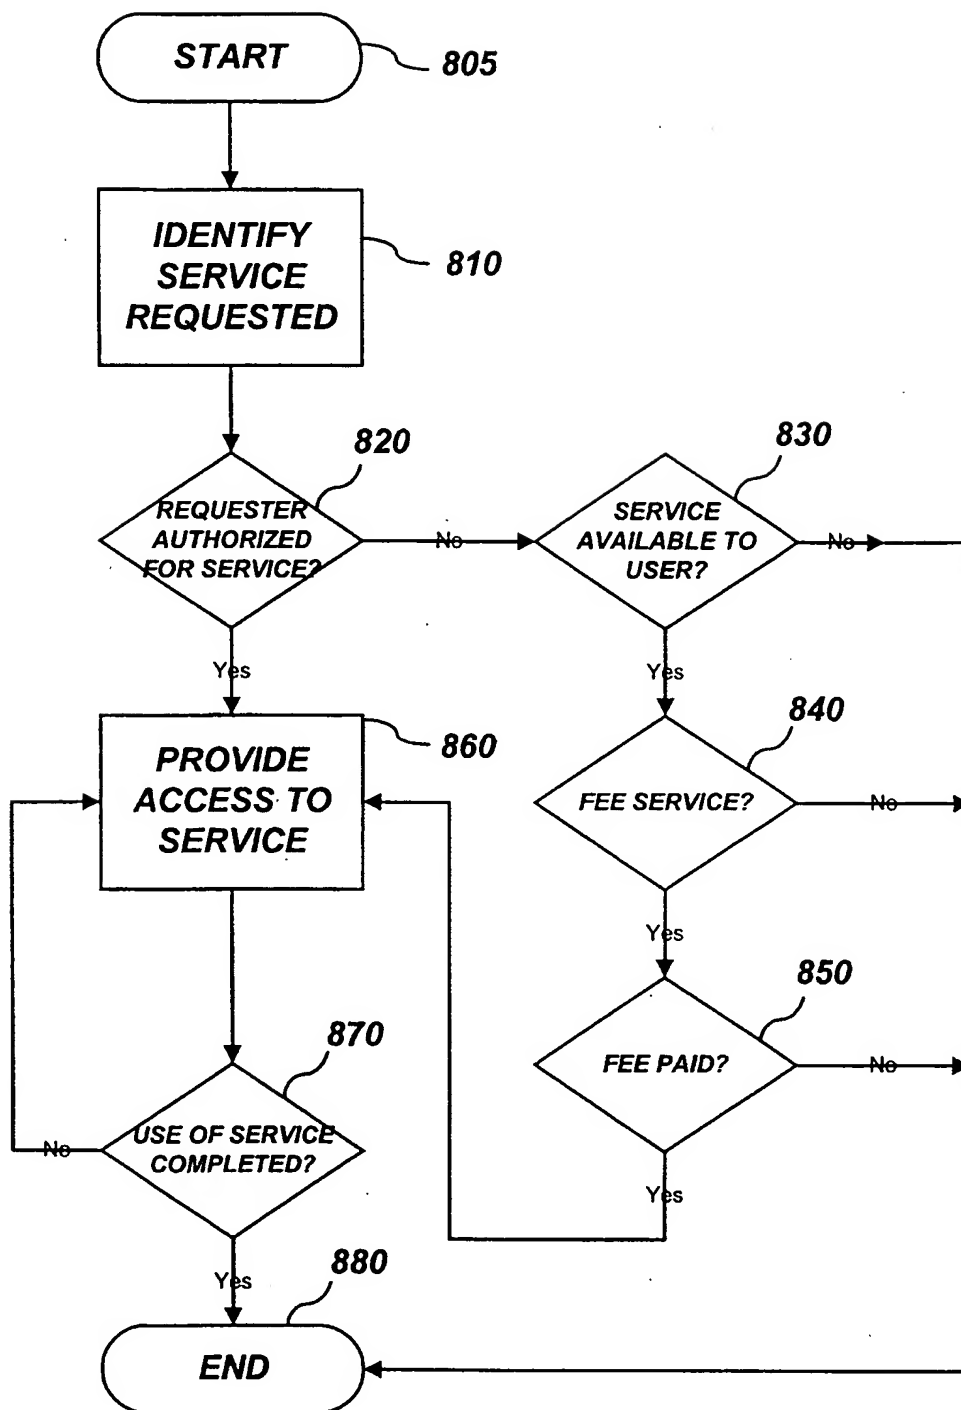 START
805
IDENTIFY
SERVICE
REQUESTED
810
820
REQUESTER
AUTHORIZED
FOR SERVICE?
No
830
SERVICE
AVAILABLE TO
USER?
No
Yes
Yes
860
PROVIDE
ACCESS TO
SERVICE
840
FEE SERVICE?
No
Yes
850
FEE PAID?
No
870
USE OF SERVICE
COMPLETED?
No
Yes
Yes
880
END